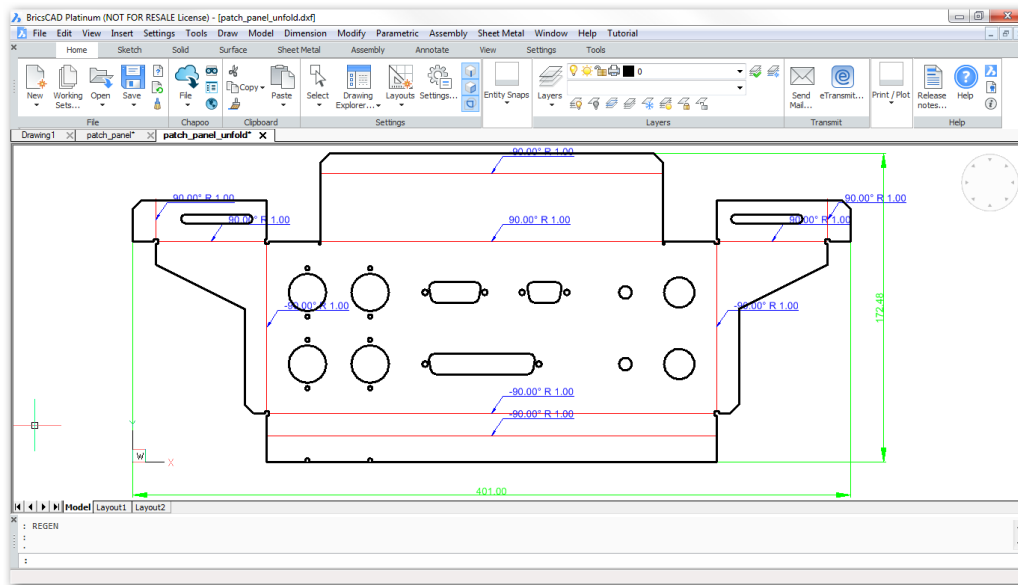 BricsCAD Platinum (NOT FOR RESALE License) - [patch_panel_unfold.dxf]
File Edit View Insert Settings Tools Draw Model Dimension Modify Parametric Assembly Sheet Metal Window Help Tutorial
Home Sketch Solid Surface Sheet Metal Assembly Annotate View Settings Tools
0
Copy
New Working Sets... Open Save File Paste Select Drawing Explorer... Layouts Settings... Entity Snaps Layers Send Mail... eTransmit... Print / Plot Release notes... Help
File Chapoo Clipboard Settings Layers Transmit Help
Drawing1 patch_panel* patch_panel_unfold*
-90.00° R 1.00
90.00° R 1.00
90.00° R 1.00
90.00° R 1.00
90.00° R 1.00
90.00° R 1.00
-90.00° R 1.00
-90.00° R 1.00
172.48
-90.00° R 1.00
-90.00° R 1.00
Y
W
X
401.00
Model Layout1 Layout2
: REGEN
:
: